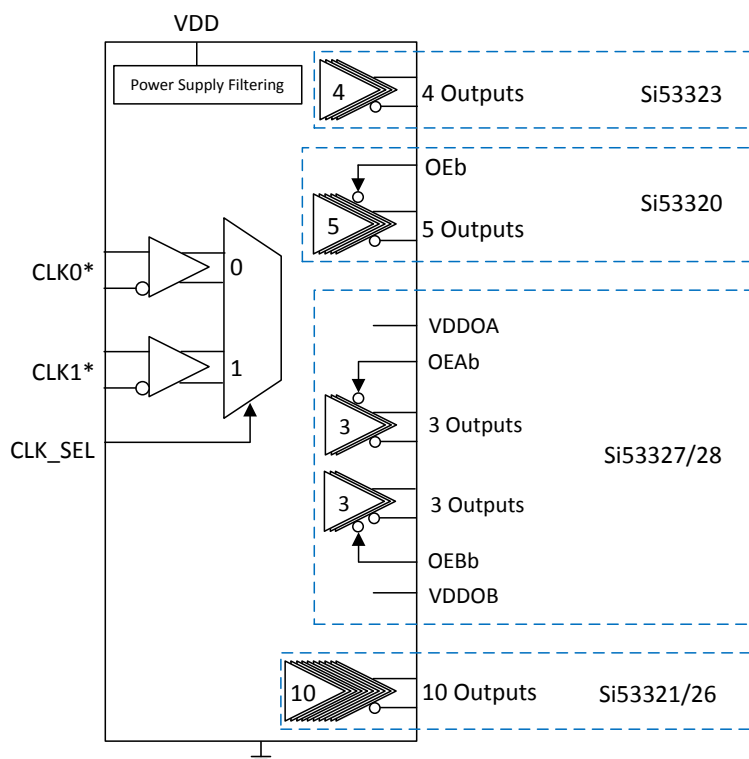 VDD
Power Supply Filtering
4
4 Outputs
Si53323
OEb
5
5 Outputs
Si53320
CLK0*
0
CLK1*
1
CLK_SEL
VDDOA
OEAb
3
3 Outputs
Si53327/28
3
3 Outputs
OEBb
VDDOB
10
10 Outputs
Si53321/26